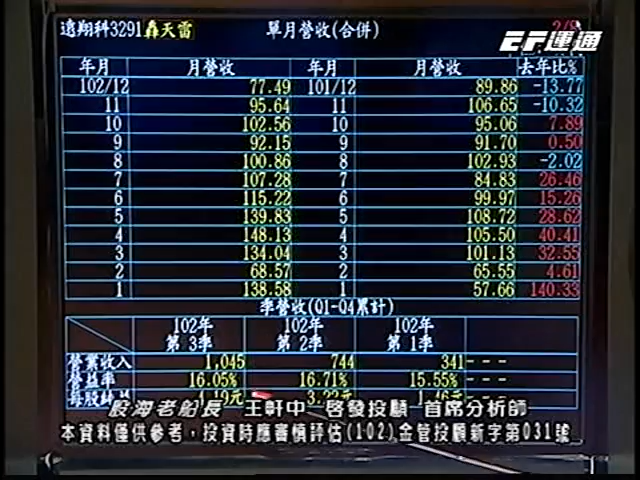 遠翔科3291轟天雷 單月營收(合併)
EF運通
年月 月營收 年月 月營收 去年比%
102/12 77.49 101/12 89.86 -13.77
11 95.64 11 106.65 -10.32
10 102.56 10 95.06 7.89
9 92.15 9 91.70 0.50
8 100.86 8 102.93 -2.02
7 107.28 7 84.83 26.46
6 115.22 6 99.97 15.26
5 139.83 5 108.72 28.62
4 148.13 4 105.50 40.41
3 134.04 3 101.13 32.55
2 68.57 2 65.55 4.61
1 138.58 1 57.66 140.33
季營收(Q1-Q4累計)
102年 102年 102年
第3季 第2季 第1季
營業收入 1,045 744 341 - - -
營益率 16.05% 16.71% 15.55% - - -
股海老船長 王軒中 啓發投顧 首席分析師
本資料僅供參考，投資時應審慎評估(102)金管投顧新字第031號